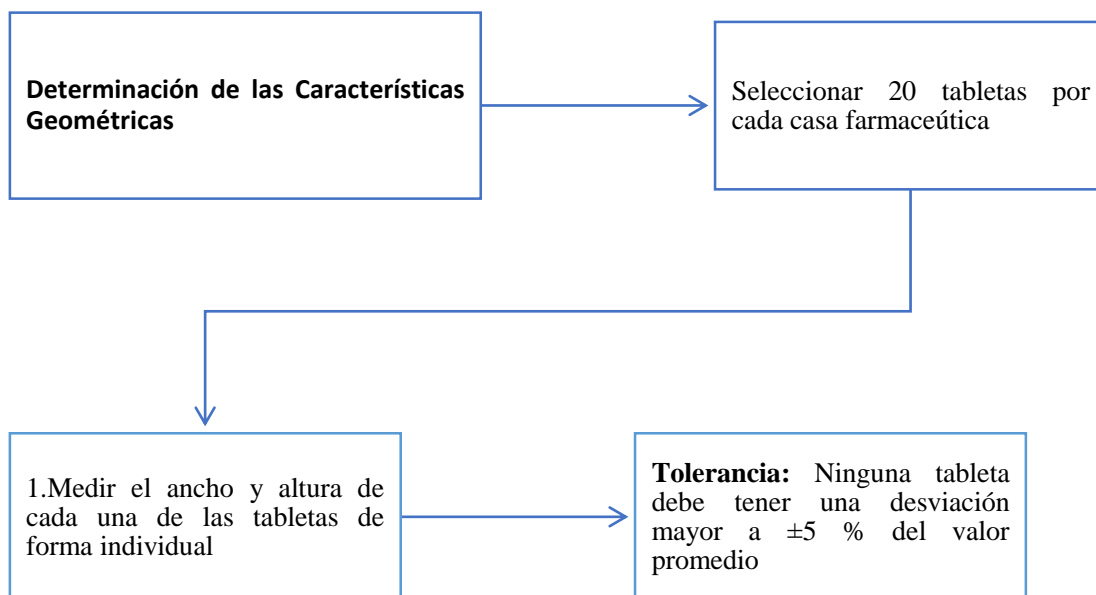 Determinación de las Características
Geométricas
Seleccionar 20 tabletas por
cada casa farmaceútica
1.Medir el ancho y altura de
cada una de las tabletas de
forma individual
Tolerancia: Ninguna tableta
debe tener una desviación
mayor a ±5 % del valor
promedio